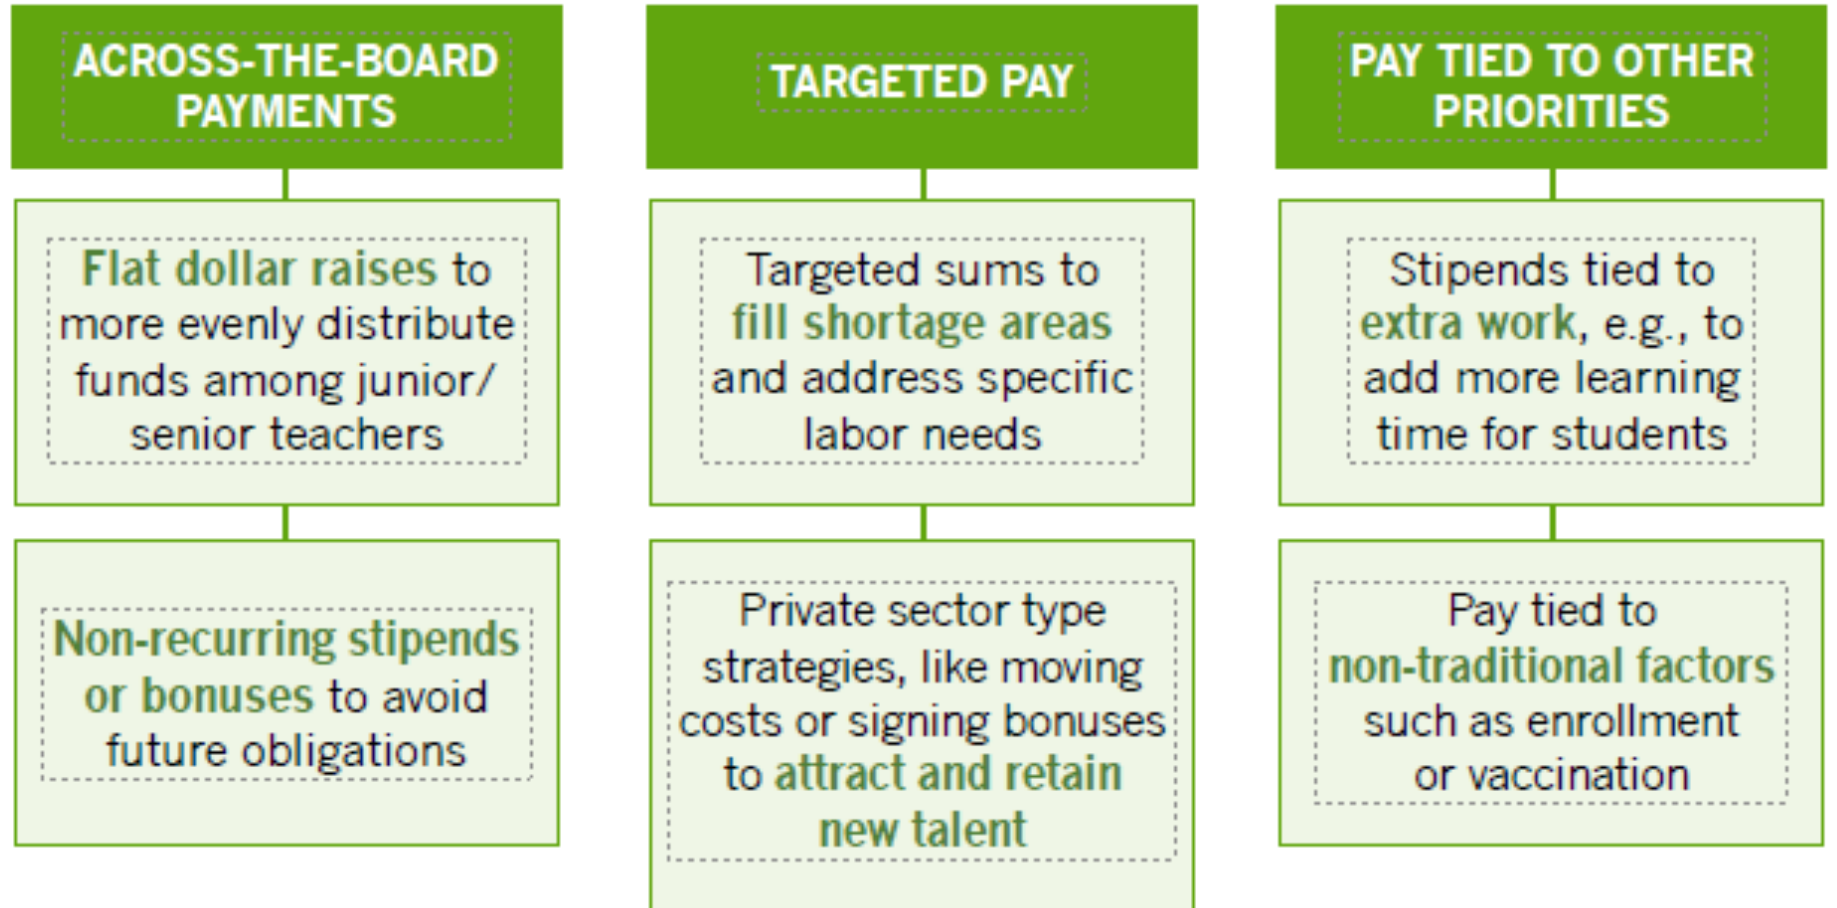 ACROSS-THE-BOARD
PAYMENTS
Flat dollar raises to
more evenly distribute
funds among junior/
senior teachers
Non-recurring stipends
or bonuses to avoid
future obligations
TARGETED PAY
Targeted sums to
fill shortage areas
and address specific
labor needs
Private sector type
strategies, like moving
costs or signing bonuses
to attract and retain
new talent
PAY TIED TO OTHER
PRIORITIES
Stipends tied to
extra work, e.g., to
add more learning
time for students
Pay tied to
non-traditional factors
such as enrollment
or vaccination